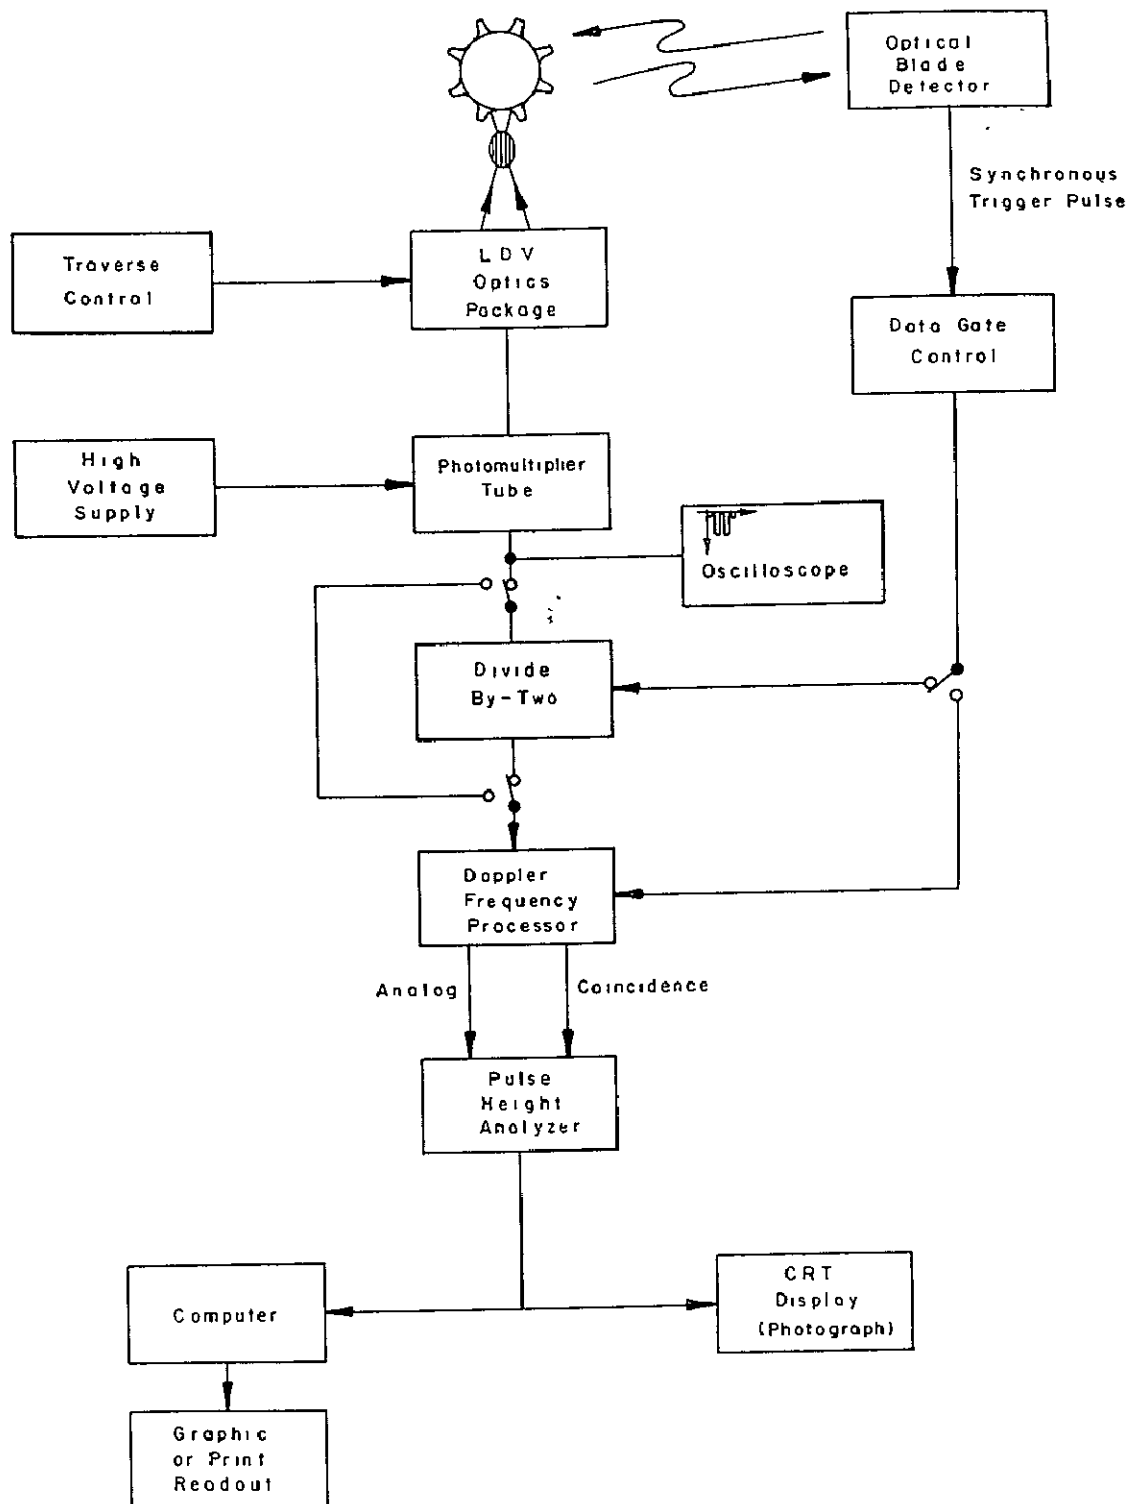 Optical
Blade
Detector
Synchronous
Trigger Pulse
LDV
Optics
Package
Traverse
Control
Data Gate
Control
High
Voltage
Supply
Photomultiplier
Tube
Oscilloscope
Divide
By-Two
Doppler
Frequency
Processor
Analog
Coincidence
Pulse
Height
Analyzer
Computer
CRT
Display
(Photograph)
Graphic
or Print
Readout